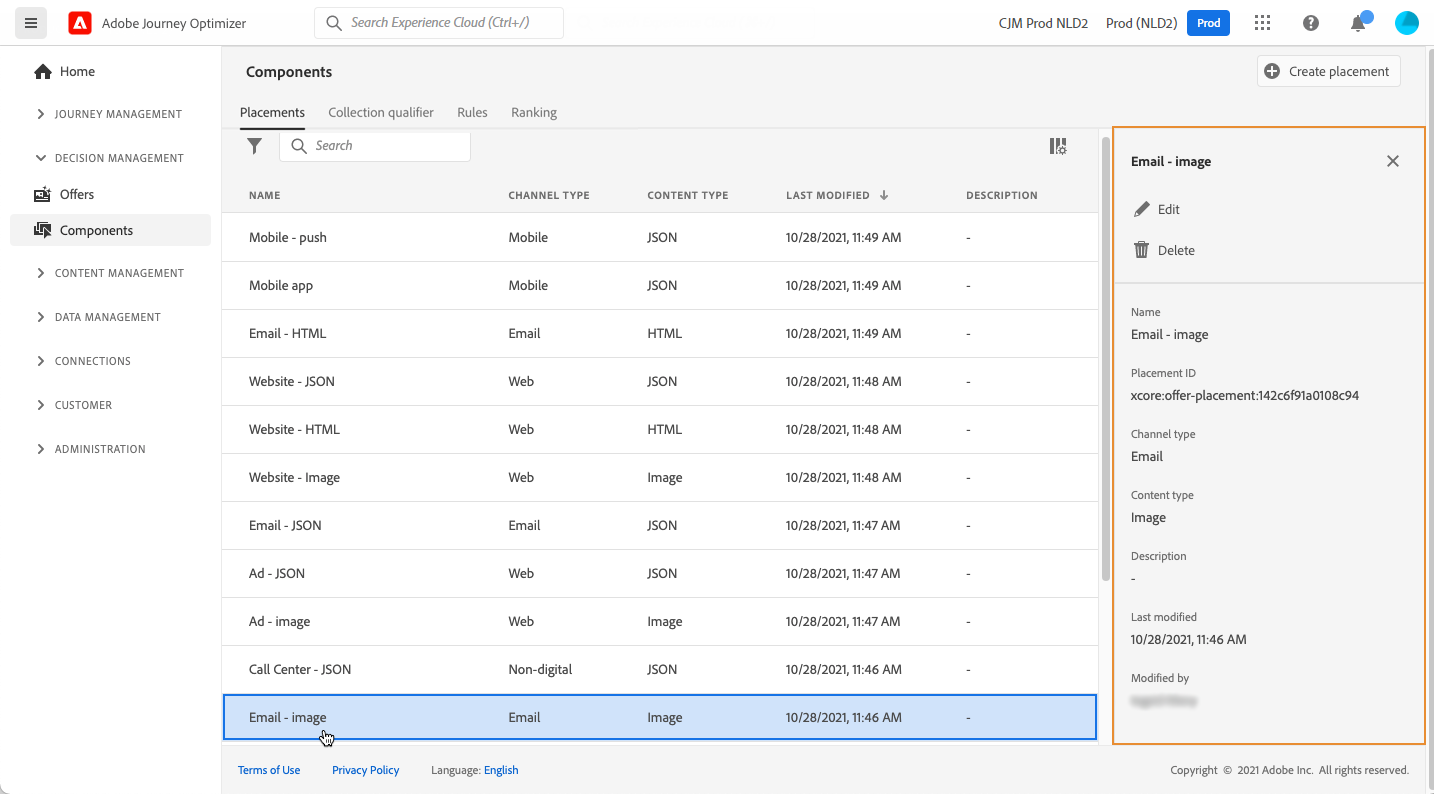 Adobe Journey Optimizer
Search Experience Cloud (Ctrl+/)
CJM Prod NLD2
Prod (NLD2)
Prod
Home
JOURNEY MANAGEMENT
DECISION MANAGEMENT
Offers
Components
CONTENT MANAGEMENT
DATA MANAGEMENT
CONNECTIONS
CUSTOMER
ADMINISTRATION
Components
Create placement
Placements Collection qualifier Rules Ranking
Search
NAME CHANNEL TYPE CONTENT TYPE LAST MODIFIED DESCRIPTION
Mobile - push Mobile JSON 10/28/2021, 11:49 AM -
Mobile app Mobile JSON 10/28/2021, 11:49 AM -
Email - HTML Email HTML 10/28/2021, 11:49 AM -
Website - JSON Web JSON 10/28/2021, 11:48 AM -
Website - HTML Web HTML 10/28/2021, 11:48 AM -
Website - Image Web Image 10/28/2021, 11:48 AM -
Email - JSON Email JSON 10/28/2021, 11:47 AM -
Ad - JSON Web JSON 10/28/2021, 11:47 AM -
Ad - image Web Image 10/28/2021, 11:47 AM -
Call Center - JSON Non-digital JSON 10/28/2021, 11:46 AM -
Email - image Email Image 10/28/2021, 11:46 AM -
Email - image
Edit
Delete
Name
Email - image
Placement ID
xcore:offer-placement:142c6f91a0108c94
Channel type
Email
Content type
Image
Description
-
Last modified
10/28/2021, 11:46 AM
Modified by
Terms of Use Privacy Policy Language: English
Copyright © 2021 Adobe Inc. All rights reserved.